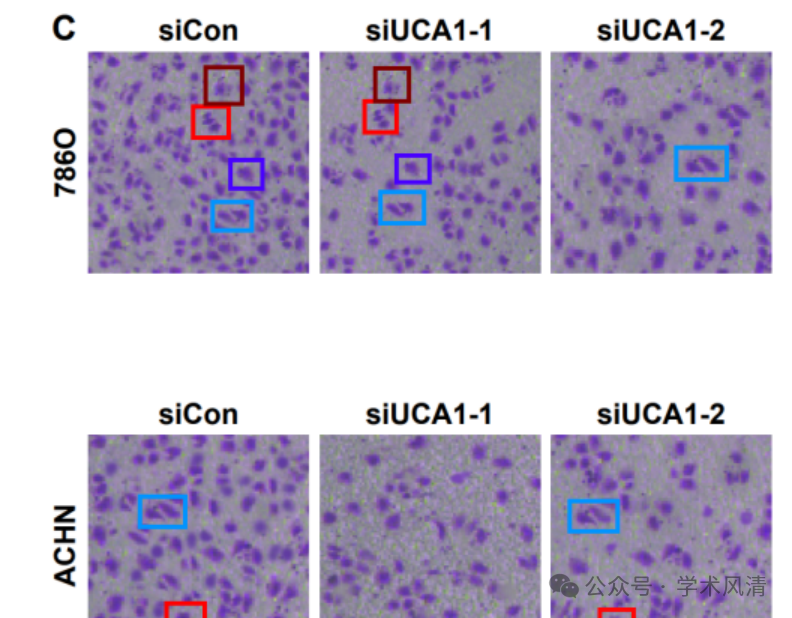 C siCon siUCA1-1 siUCA1-2
786O
siCon siUCA1-1 siUCA1-2
ACHN
公众号 · 学术风清